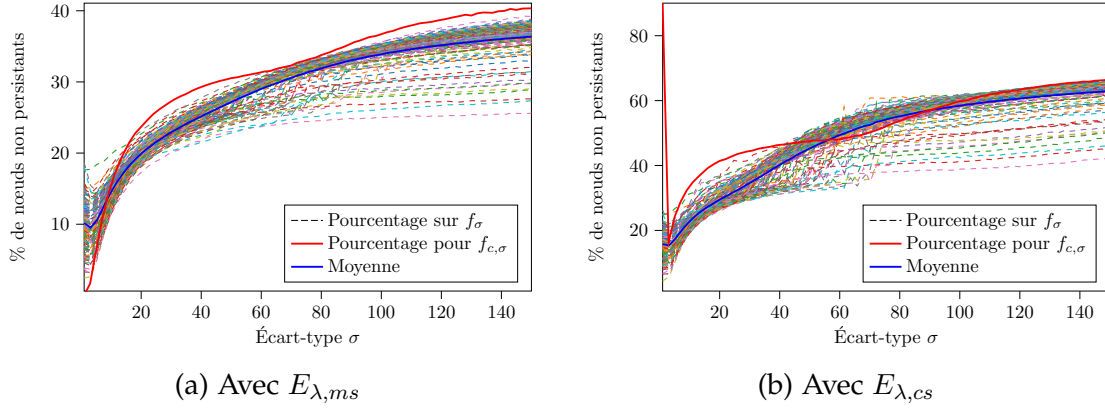 % de nœuds non persistants
40
30
20
10
20 40 60 80 100 120 140
Écart-type σ
Pourcentage sur f_σ
Pourcentage pour f_{c,σ}
Moyenne
(a) Avec E_{λ,ms}
% de nœuds non persistants
80
60
40
20
20 40 60 80 100 120 140
Écart-type σ
Pourcentage sur f_σ
Pourcentage pour f_{c,σ}
Moyenne
(b) Avec E_{λ,cs}